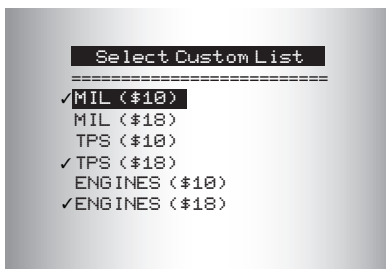 Select Custom List
==========================
✓MIL ($10)
MIL ($18)
TPS ($10)
✓TPS ($18)
ENGINES ($10)
✓ENGINES ($18)